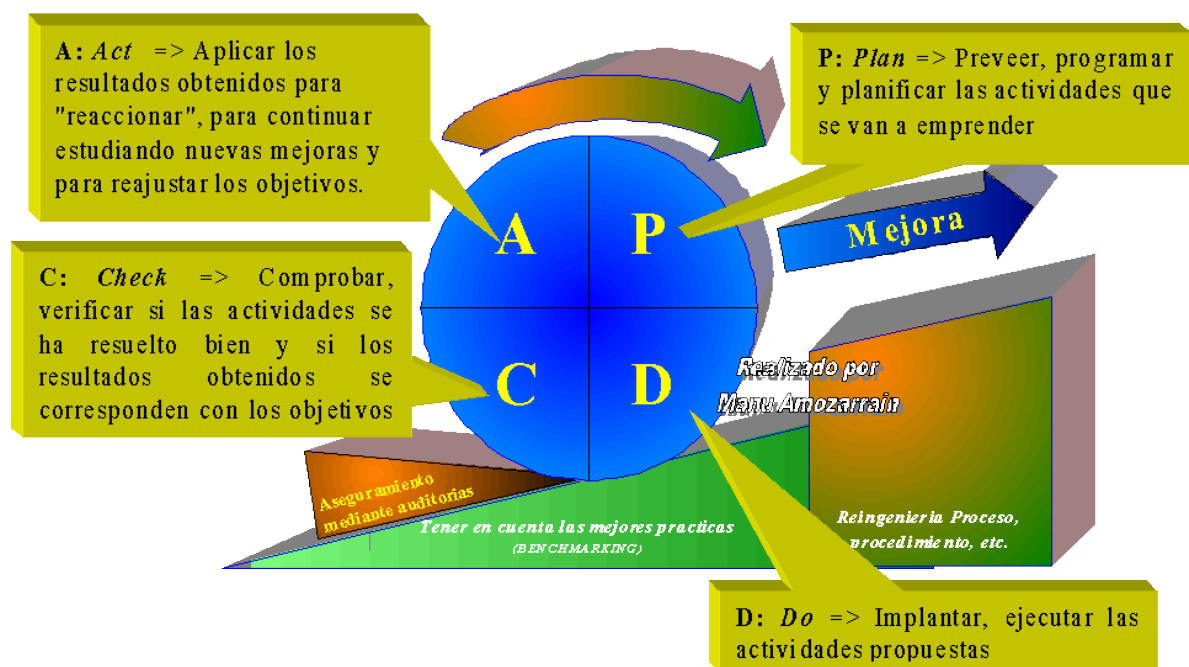 A: Act => Aplicar los
resultados obtenidos para
"reaccionar", para continuar
estudiando nuevas mejoras y
para reajustar los objetivos.
P: Plan => Preveer, programar
y planificar las actividades que
se van a emprender
Mejora
A
P
C: Check => Comprobar,
verificar si las actividades se
ha resuelto bien y si los
resultados obtenidos se
corresponden con los objetivos
C
D
Realizado por
Manu Amozarrain
Aseguramiento
mediante auditorias
Tener en cuenta las mejores practicas
(BENCHMARKING)
Reingenieria Proceso,
procedimiento, etc.
D: Do => Implantar, ejecutar las
actividades propuestas